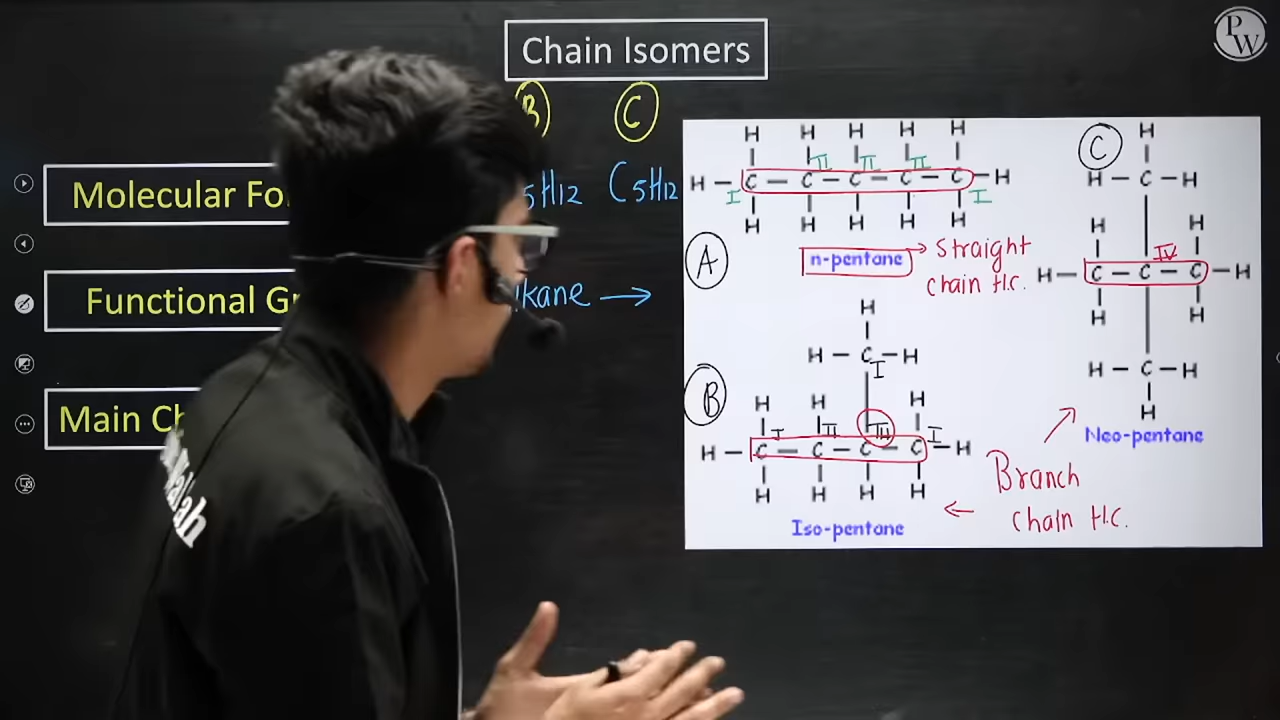 Chain Isomers
PW
B
C
Molecular Fo
5H12
C5H12
Functional G
kane →
Main Ch
H H H H H
II II II
H - C - C - C - C - C - H
I I
H H H H H
A
n-pentane → Straight
chain H.c.
H
H - C - H
I
B
H H H
I II III I
H - C - C - C - C - H
H H H H
Iso-pentane
C
H
H - C - H
H H
IV
H - C - C - C - H
H H
H - C - H
H
Neo-pentane
Branch
chain H.c.